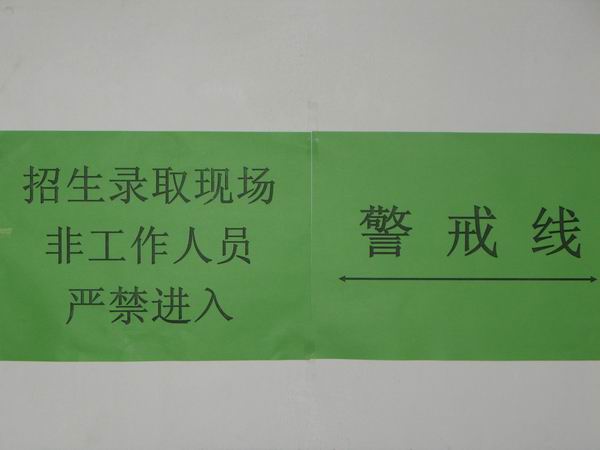 招生录取现场
非工作人员
严禁进入
警戒线